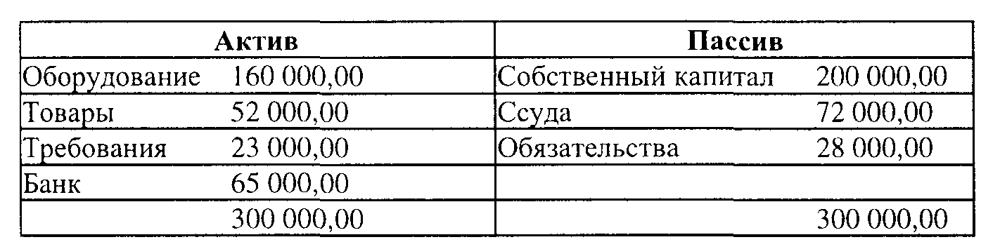 Актив Пассив
Оборудование 160 000,00 Собственный капитал 200 000,00
Товары 52 000,00 Ссуда 72 000,00
Требования 23 000,00 Обязательства 28 000,00
Банк 65 000,00
300 000,00 300 000,00